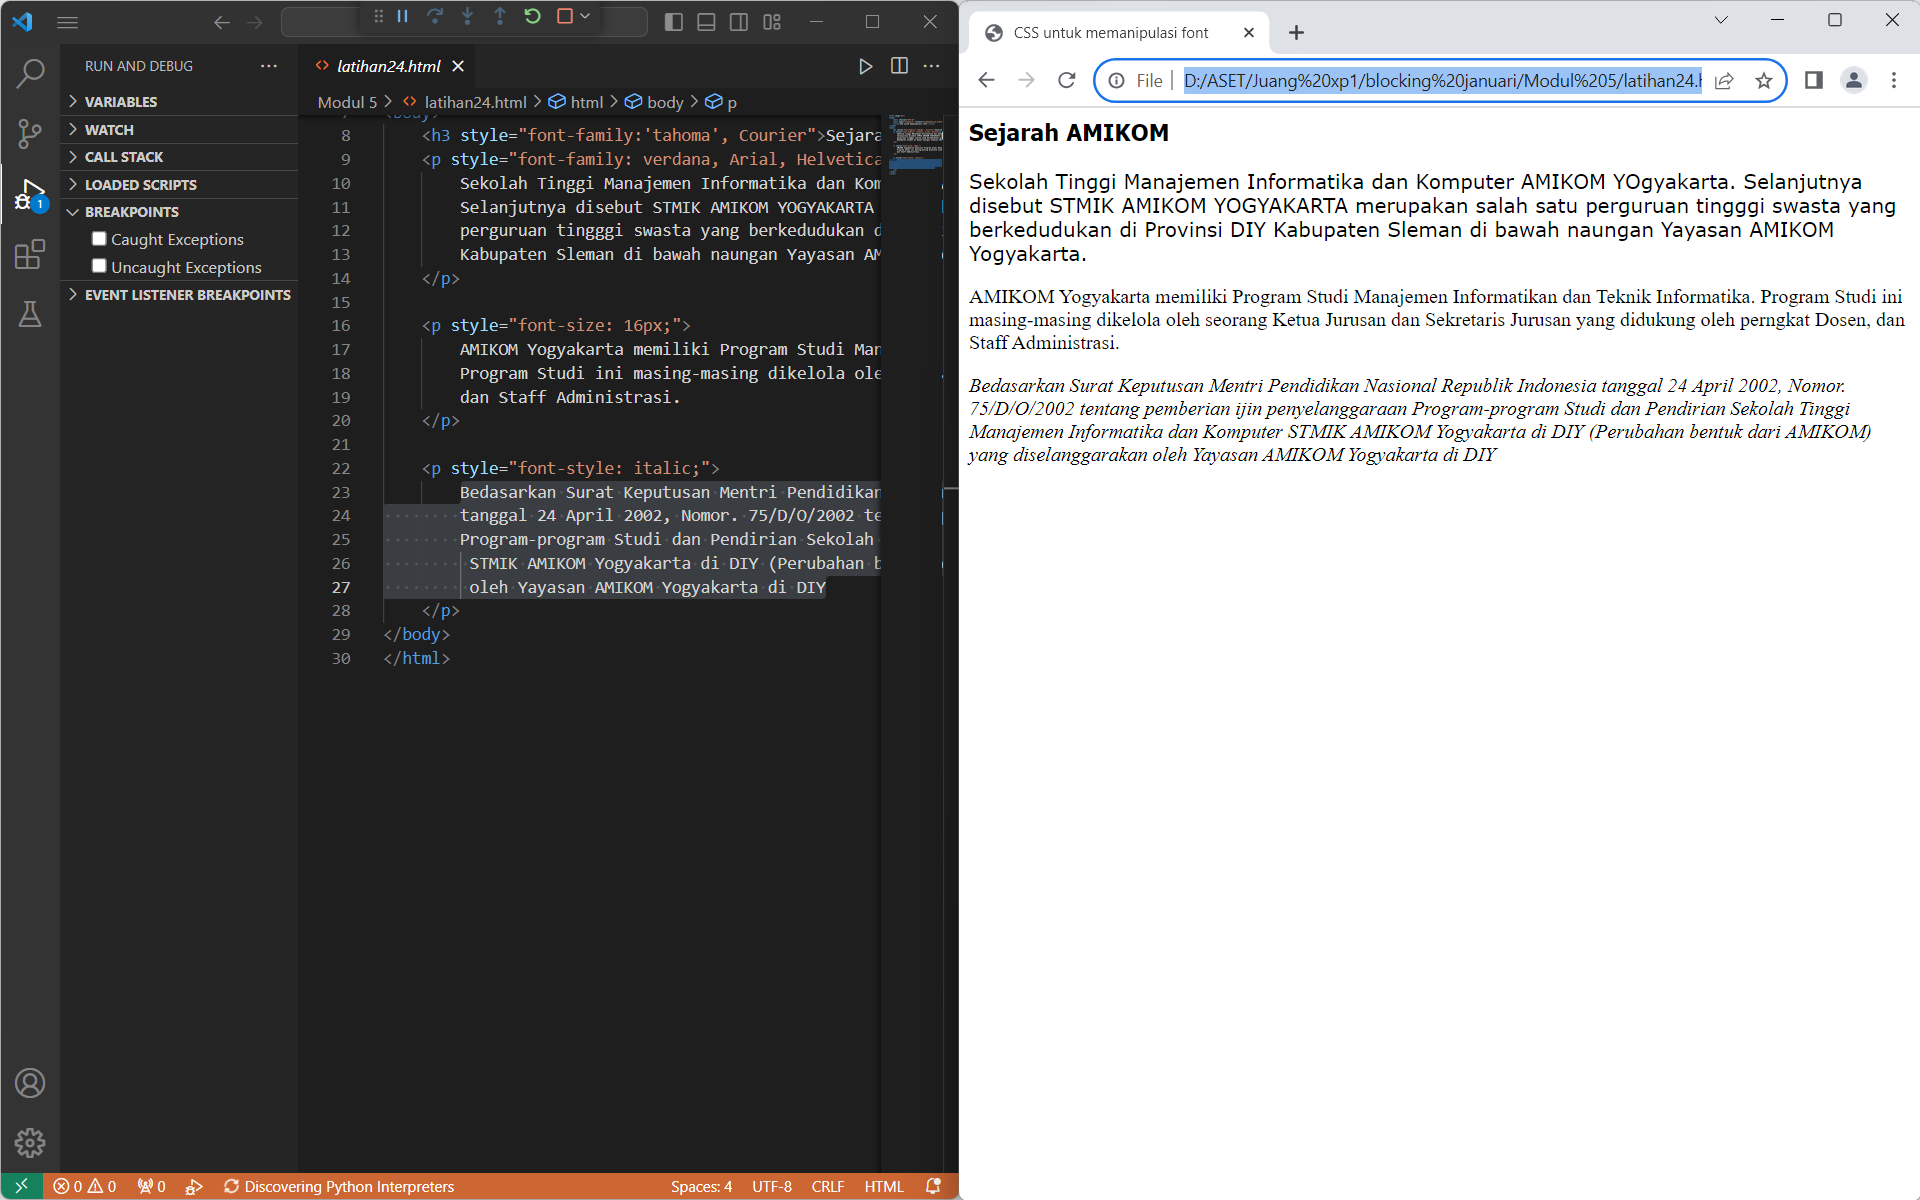 RUN AND DEBUG
VARIABLES
WATCH
CALL STACK
LOADED SCRIPTS
BREAKPOINTS
Caught Exceptions
Uncaught Exceptions
EVENT LISTENER BREAKPOINTS
1
latihan24.html
Modul 5 > latihan24.html > html > body > p
8 <h3 style="font-family:'tahoma', Courier">Sejara
9 <p style="font-family: verdana, Arial, Helvetica
10 Sekolah Tinggi Manajemen Informatika dan Kom
11 Selanjutnya disebut STMIK AMIKOM YOGYAKARTA
12 perguruan tingggi swasta yang berkedudukan d
13 Kabupaten Sleman di bawah naungan Yayasan AM
14 </p>
15
16 <p style="font-size: 16px;">
17 AMIKOM Yogyakarta memiliki Program Studi Man
18 Program Studi ini masing-masing dikelola ole
19 dan Staff Administrasi.
20 </p>
21
22 <p style="font-style: italic;">
23 Bedasarkan Surat Keputusan Mentri Pendidikan
24 tanggal 24 April 2002, Nomor. 75/D/O/2002 te
25 Program-program Studi dan Pendirian Sekolah
26 STMIK AMIKOM Yogyakarta di DIY (Perubahan b
27 oleh Yayasan AMIKOM Yogyakarta di DIY
28 </p>
29 </body>
30 </html>
0 0 0 Discovering Python Interpreters Spaces: 4 UTF-8 CRLF HTML
CSS untuk memanipulasi font
File | D:/ASET/Juang%20xp1/blocking%20januari/Modul%205/latihan24.h
Sejarah AMIKOM
Sekolah Tinggi Manajemen Informatika dan Komputer AMIKOM YOgyakarta. Selanjutnya
disebut STMIK AMIKOM YOGYAKARTA merupakan salah satu perguruan tingggi swasta yang
berkedudukan di Provinsi DIY Kabupaten Sleman di bawah naungan Yayasan AMIKOM
Yogyakarta.
AMIKOM Yogyakarta memiliki Program Studi Manajemen Informatikan dan Teknik Informatika. Program Studi ini
masing-masing dikelola oleh seorang Ketua Jurusan dan Sekretaris Jurusan yang didukung oleh perngkat Dosen, dan
Staff Administrasi.
Bedasarkan Surat Keputusan Mentri Pendidikan Nasional Republik Indonesia tanggal 24 April 2002, Nomor.
75/D/O/2002 tentang pemberian ijin penyelanggaraan Program-program Studi dan Pendirian Sekolah Tinggi
Manajemen Informatika dan Komputer STMIK AMIKOM Yogyakarta di DIY (Perubahan bentuk dari AMIKOM)
yang diselanggarakan oleh Yayasan AMIKOM Yogyakarta di DIY